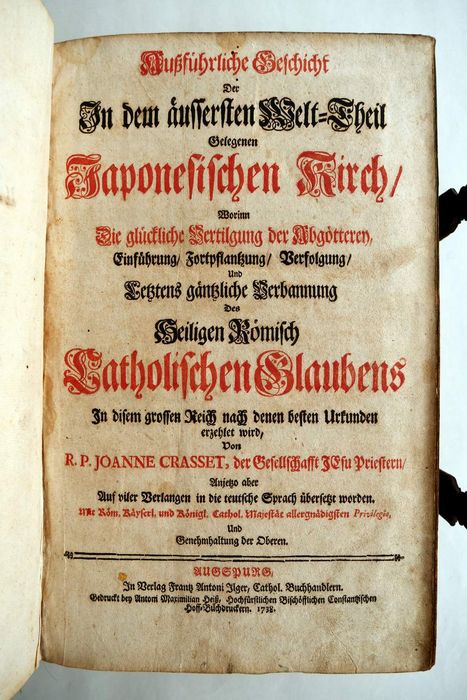 Außführliche Geschicht
Der
In dem äussersten Welt=Theil
Gelegenen
Japonesischen Kirch/
Worinn
Die glückliche Vertilgung der Abgötterey,
Einführung/ Fortpflantzung/ Verfolgung/
Und
Letztens gäntzliche Verbannung
Des
Heiligen Römisch
Catholischen Glaubens
In disem grossen Reich nach denen besten Urkunden
erzehlet wird,
Von
R. P. JOANNE CRASSET, der Gesellschafft JEsu Priestern/
Anjetzo aber
Auf viler Verlangen in die teutsche Sprach übersetzt worden.
Mit Röm. Käyserl. und Königl. Cathol. Majestät allergnädigsten Privilegio,
Und
Genehmhaltung der Oberen.
AUGSPURG,
In Verlag Frantz Antoni Ilger, Cathol. Buchhandlern.
Gedruckt bey Antoni Maximilian Heiß, Hochfürstlichen Bischöfflichen Constantzischen
Hoff=Buchdruckern. 1738.